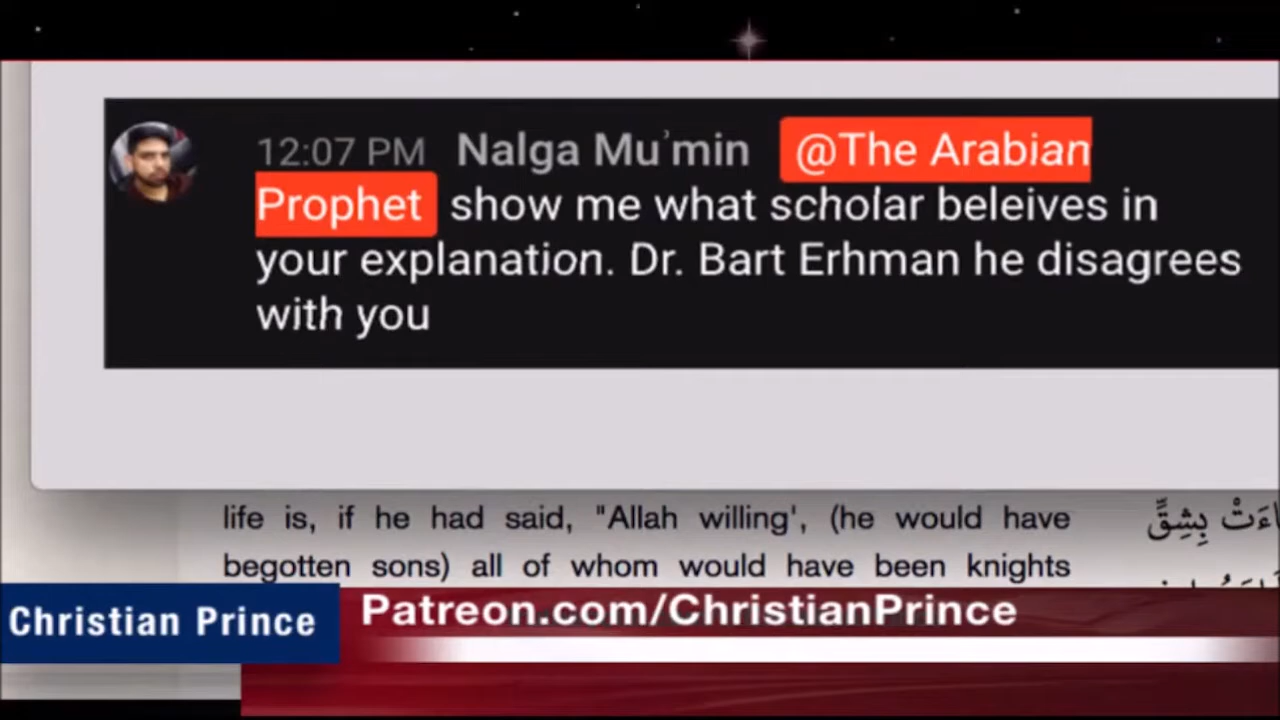 12:07 PM Nalga Muʾmin @The Arabian
Prophet show me what scholar beleives in
your explanation. Dr. Bart Erhman he disagrees
with you
life is, if he had said, "Allah willing', (he would have
begotten sons) all of whom would have been knights
بِشِقِّ
Christian Prince
Patreon.com/ChristianPrince